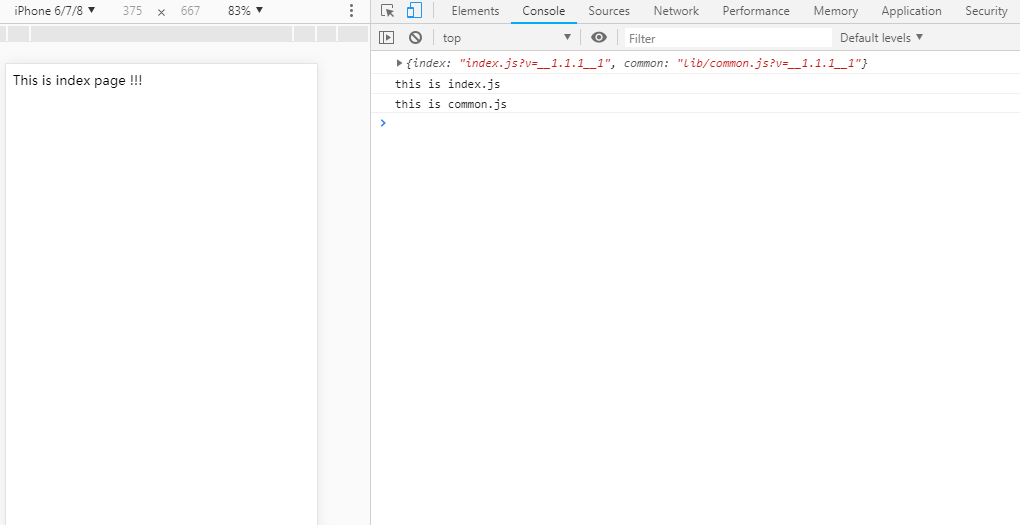 iPhone 6/7/8 ▼ 375 × 667 83% ▼
Elements Console Sources Network Performance Memory Application Security
top ▼ Filter Default levels ▼
This is index page !!!
▶ {index: "index.js?v=__1.1.1__1", common: "lib/common.js?v=__1.1.1__1"}
this is index.js
this is common.js